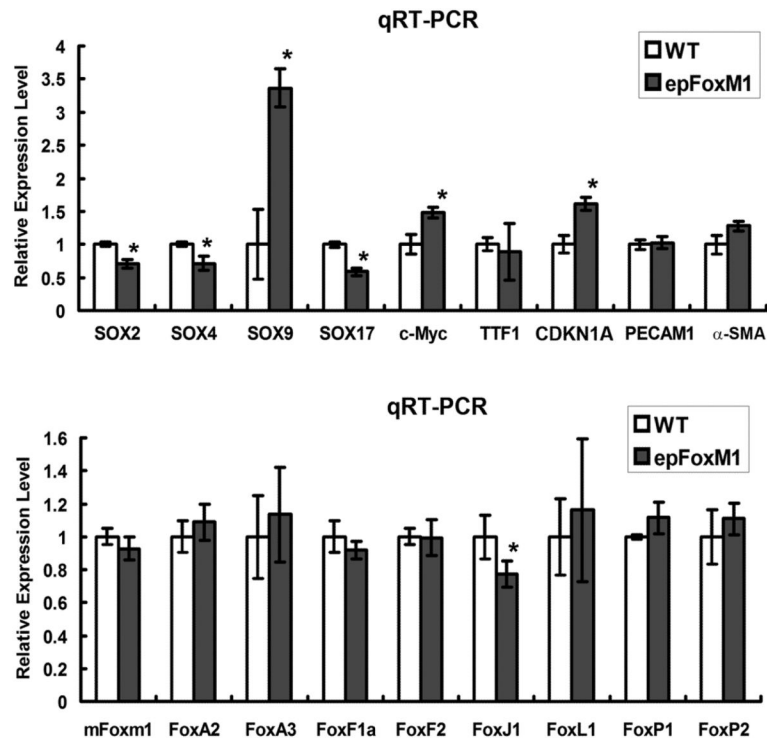 qRT-PCR
WT
epFoxM1
Relative Expression Level
4
3.5
3
2.5
2
1.5
1
0.5
0
*
*
*
*
*
*
SOX2 SOX4 SOX9 SOX17 c-Myc TTF1 CDKN1A PECAM1 α-SMA
qRT-PCR
WT
epFoxM1
Relative Expression Level
1.6
1.4
1.2
1
0.8
0.6
0.4
0.2
0
*
mFoxm1 FoxA2 FoxA3 FoxF1a FoxF2 FoxJ1 FoxL1 FoxP1 FoxP2